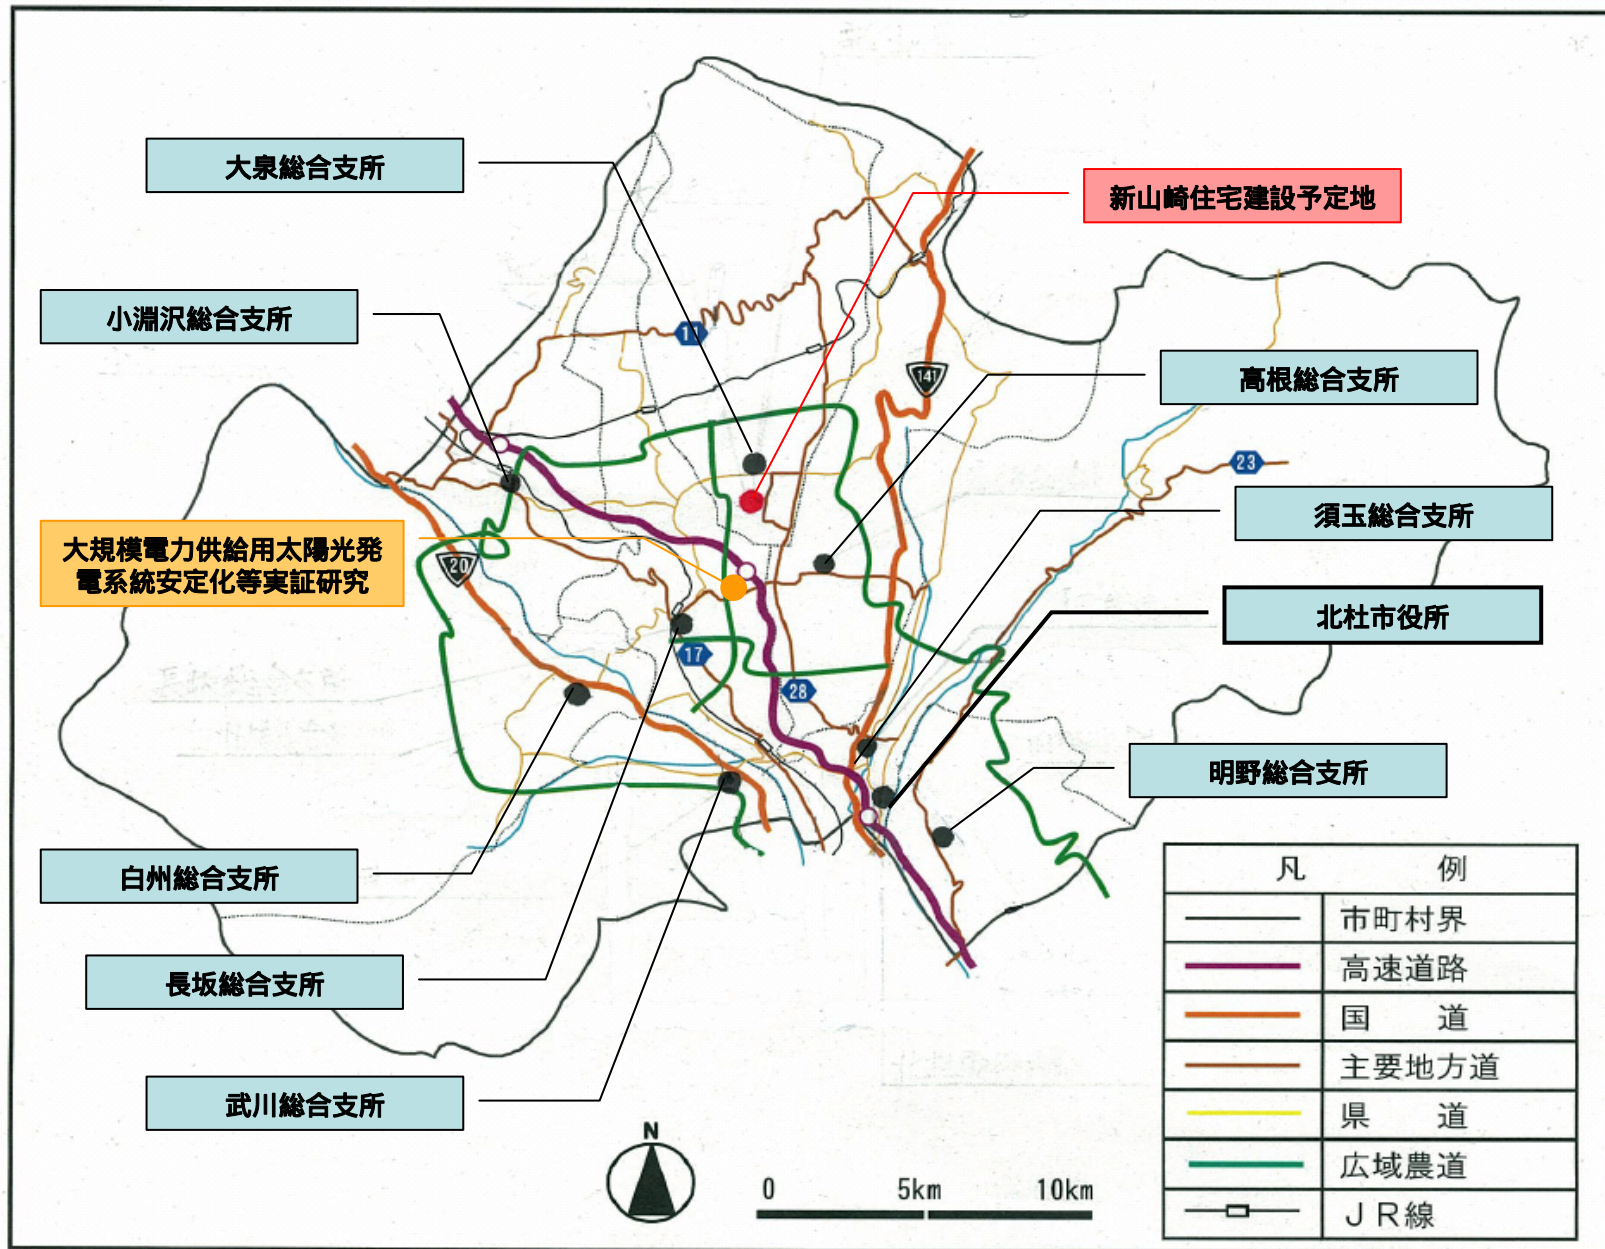 大泉総合支所
新山崎住宅建設予定地
小淵沢総合支所
11
高根総合支所
141
23
須玉総合支所
大規模電力供給用太陽光発
電系統安定化等実証研究
20
北杜市役所
17
28
明野総合支所
白州総合支所
長坂総合支所
武川総合支所
凡 例
市町村界
高速道路
国 道
主要地方道
県 道
広域農道
JR線
N
0 5km 10km